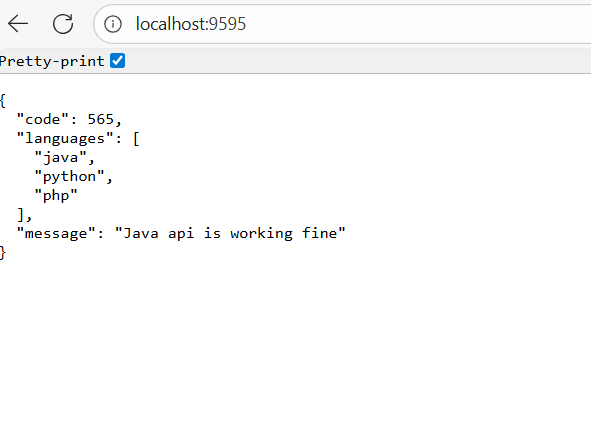 localhost:9595
Pretty-print
{
  "code": 565,
  "languages": [
    "java",
    "python",
    "php"
  ],
  "message": "Java api is working fine"
}